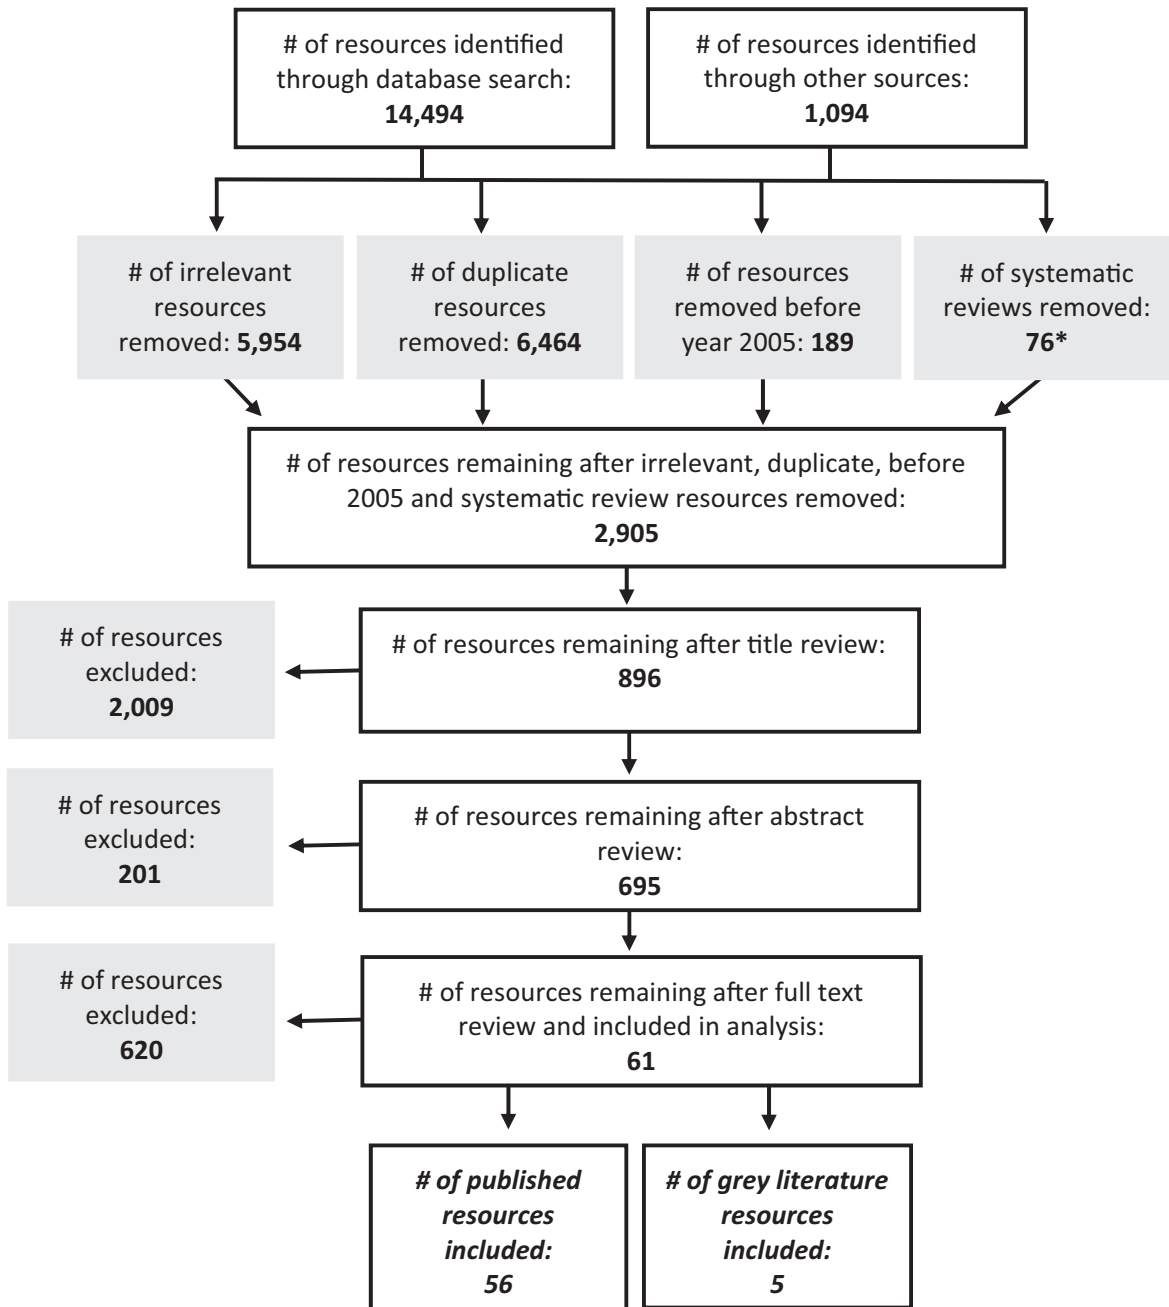 # of resources identified
through database search:
14,494
# of resources identified
through other sources:
1,094
# of irrelevant
resources
removed: 5,954
# of duplicate
resources
removed: 6,464
# of resources
removed before
year 2005: 189
# of systematic
reviews removed:
76*
# of resources remaining after irrelevant, duplicate, before
2005 and systematic review resources removed:
2,905
# of resources
excluded:
2,009
# of resources remaining after title review:
896
# of resources
excluded:
201
# of resources remaining after abstract
review:
695
# of resources
excluded:
620
# of resources remaining after full text
review and included in analysis:
61
# of published
resources
included:
56
# of grey literature
resources
included:
5